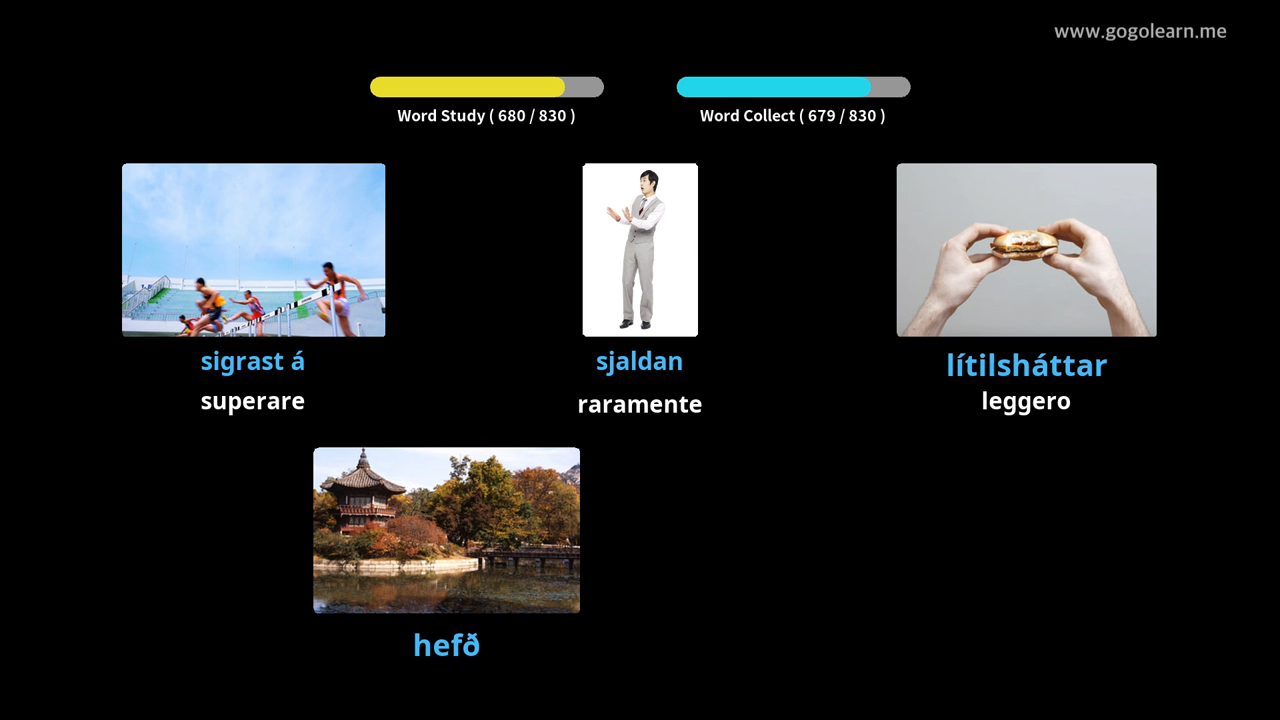 www.gogolearn.me
Word Study ( 680 / 830 )
Word Collect ( 679 / 830 )
sigrast á
superare
sjaldan
raramente
lítilsháttar
leggero
hefð